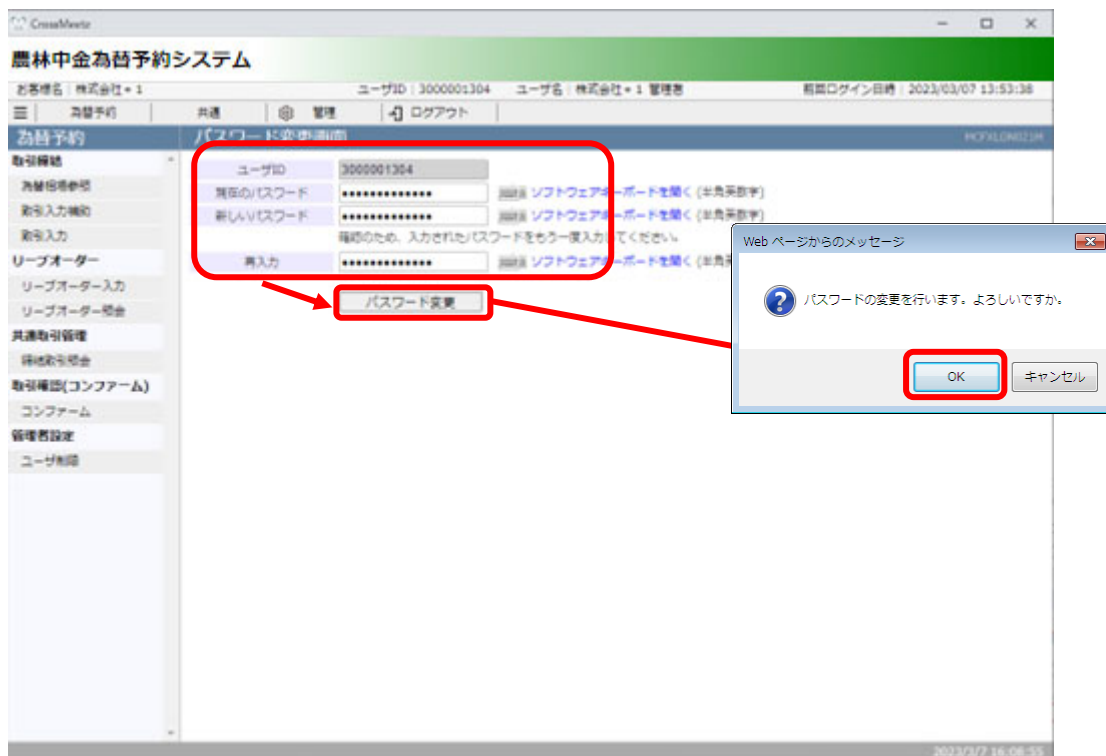 CrossMeetz
農林中金為替予約システム
お客様名 株式会社*1 ユーザID 3000001304 ユーザ名 株式会社*1 管理者 前回ログイン日時 2023/03/07 13:53:38
為替予約 共通 管理 ログアウト
為替予約 パスワード変更画面
取引締結
為替相場参照
取引入力補助
取引入力
リーブオーダー
リーブオーダー入力
リーブオーダー照会
共通取引管理
締結取引照会
取引確認(コンファーム)
コンファーム
管理者設定
ユーザ制限
ユーザID 3000001304
現在のパスワード ••••••••••••• ソフトウェアキーボードを開く (半角英数字)
新しいパスワード ••••••••••••• ソフトウェアキーボードを開く (半角英数字)
確認のため、入力されたパスワードをもう一度入力してください。
再入力 ••••••••••••• ソフトウェアキーボードを開く (半角英
パスワード変更
Web ページからのメッセージ
パスワードの変更を行います。よろしいですか。
OK キャンセル
2023/3/7 16:06:55